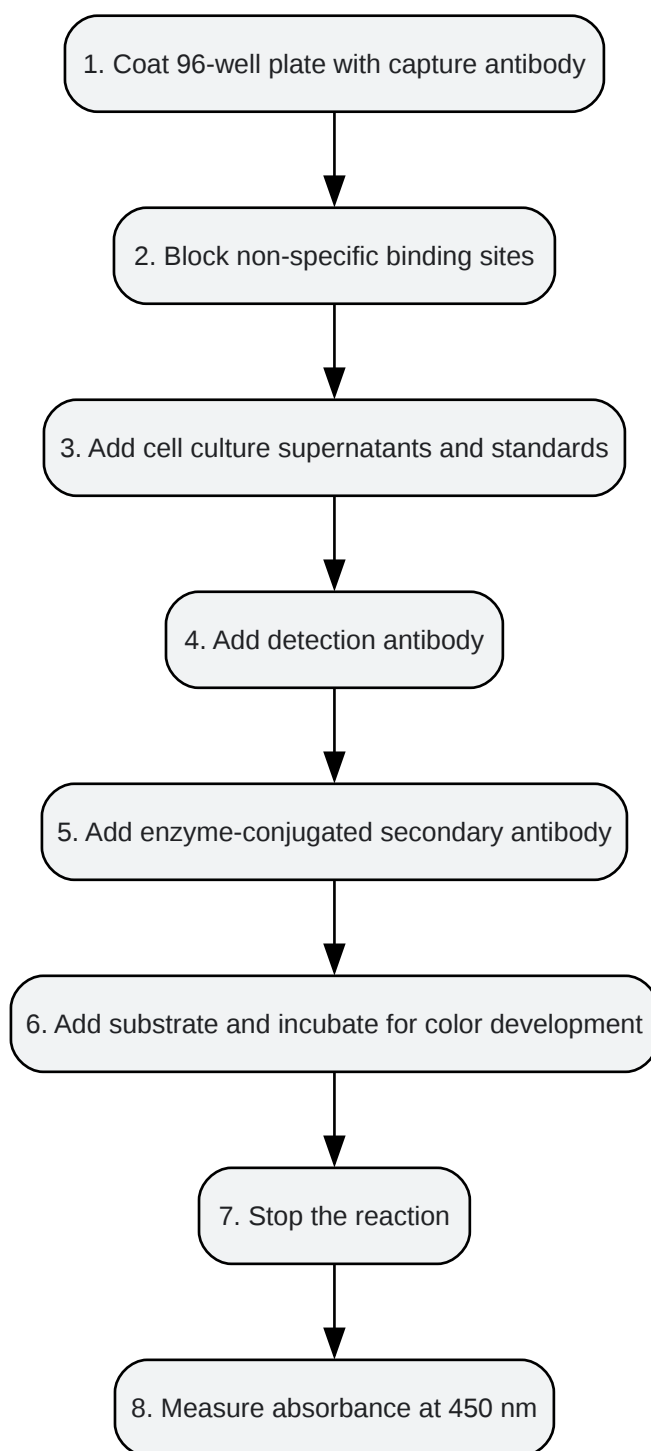 1. Coat 96-well plate with capture antibody
2. Block non-specific binding sites
3. Add cell culture supernatants and standards
4. Add detection antibody
5. Add enzyme-conjugated secondary antibody
6. Add substrate and incubate for color development
7. Stop the reaction
8. Measure absorbance at 450 nm